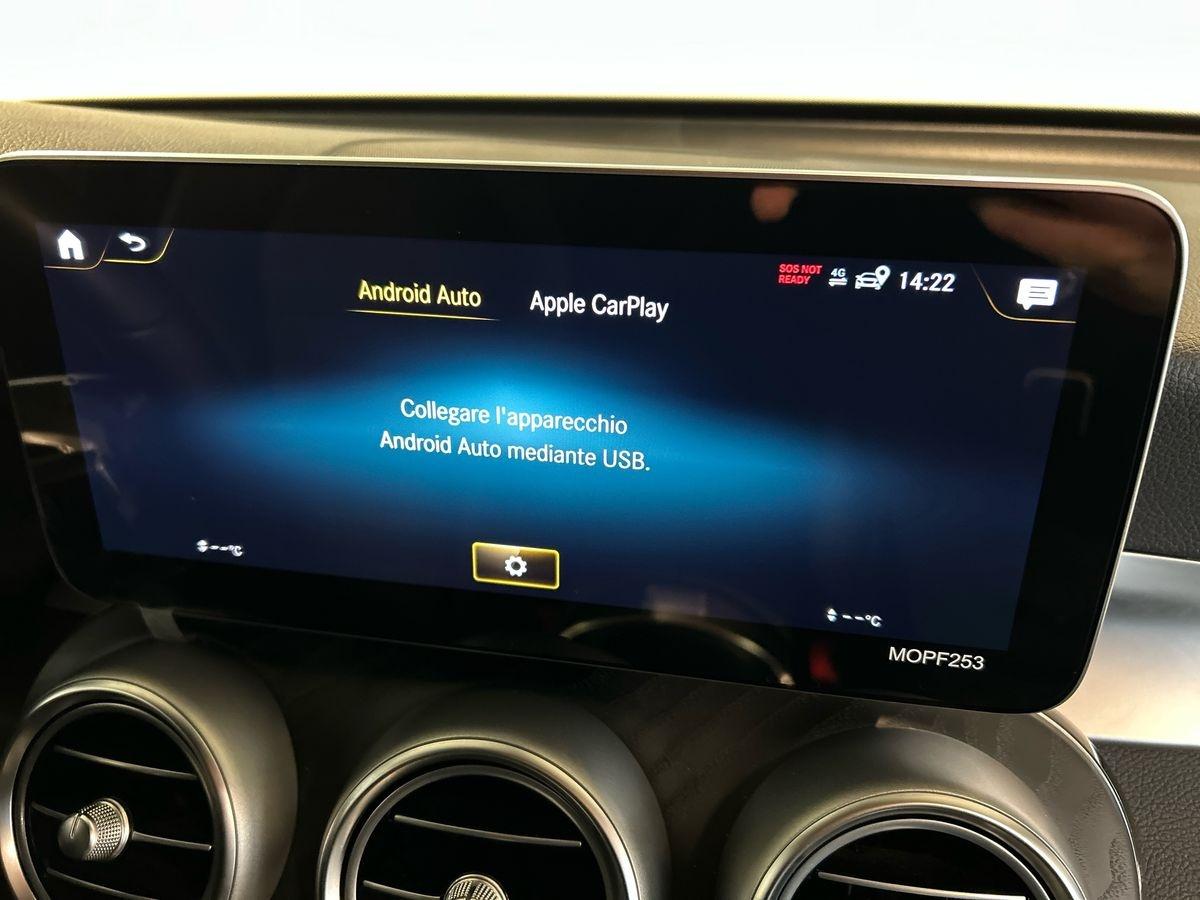 Android Auto
Apple CarPlay
SOS NOT
READY
4G
14:22
Collegare l'apparecchio
Android Auto mediante USB.
--°C
--°C
MOPF253